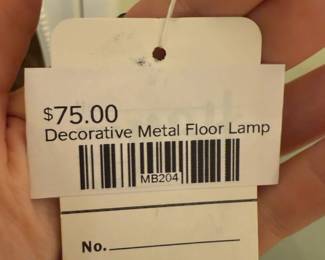 $75.00
Decorative Metal Floor Lamp
MB204
No.